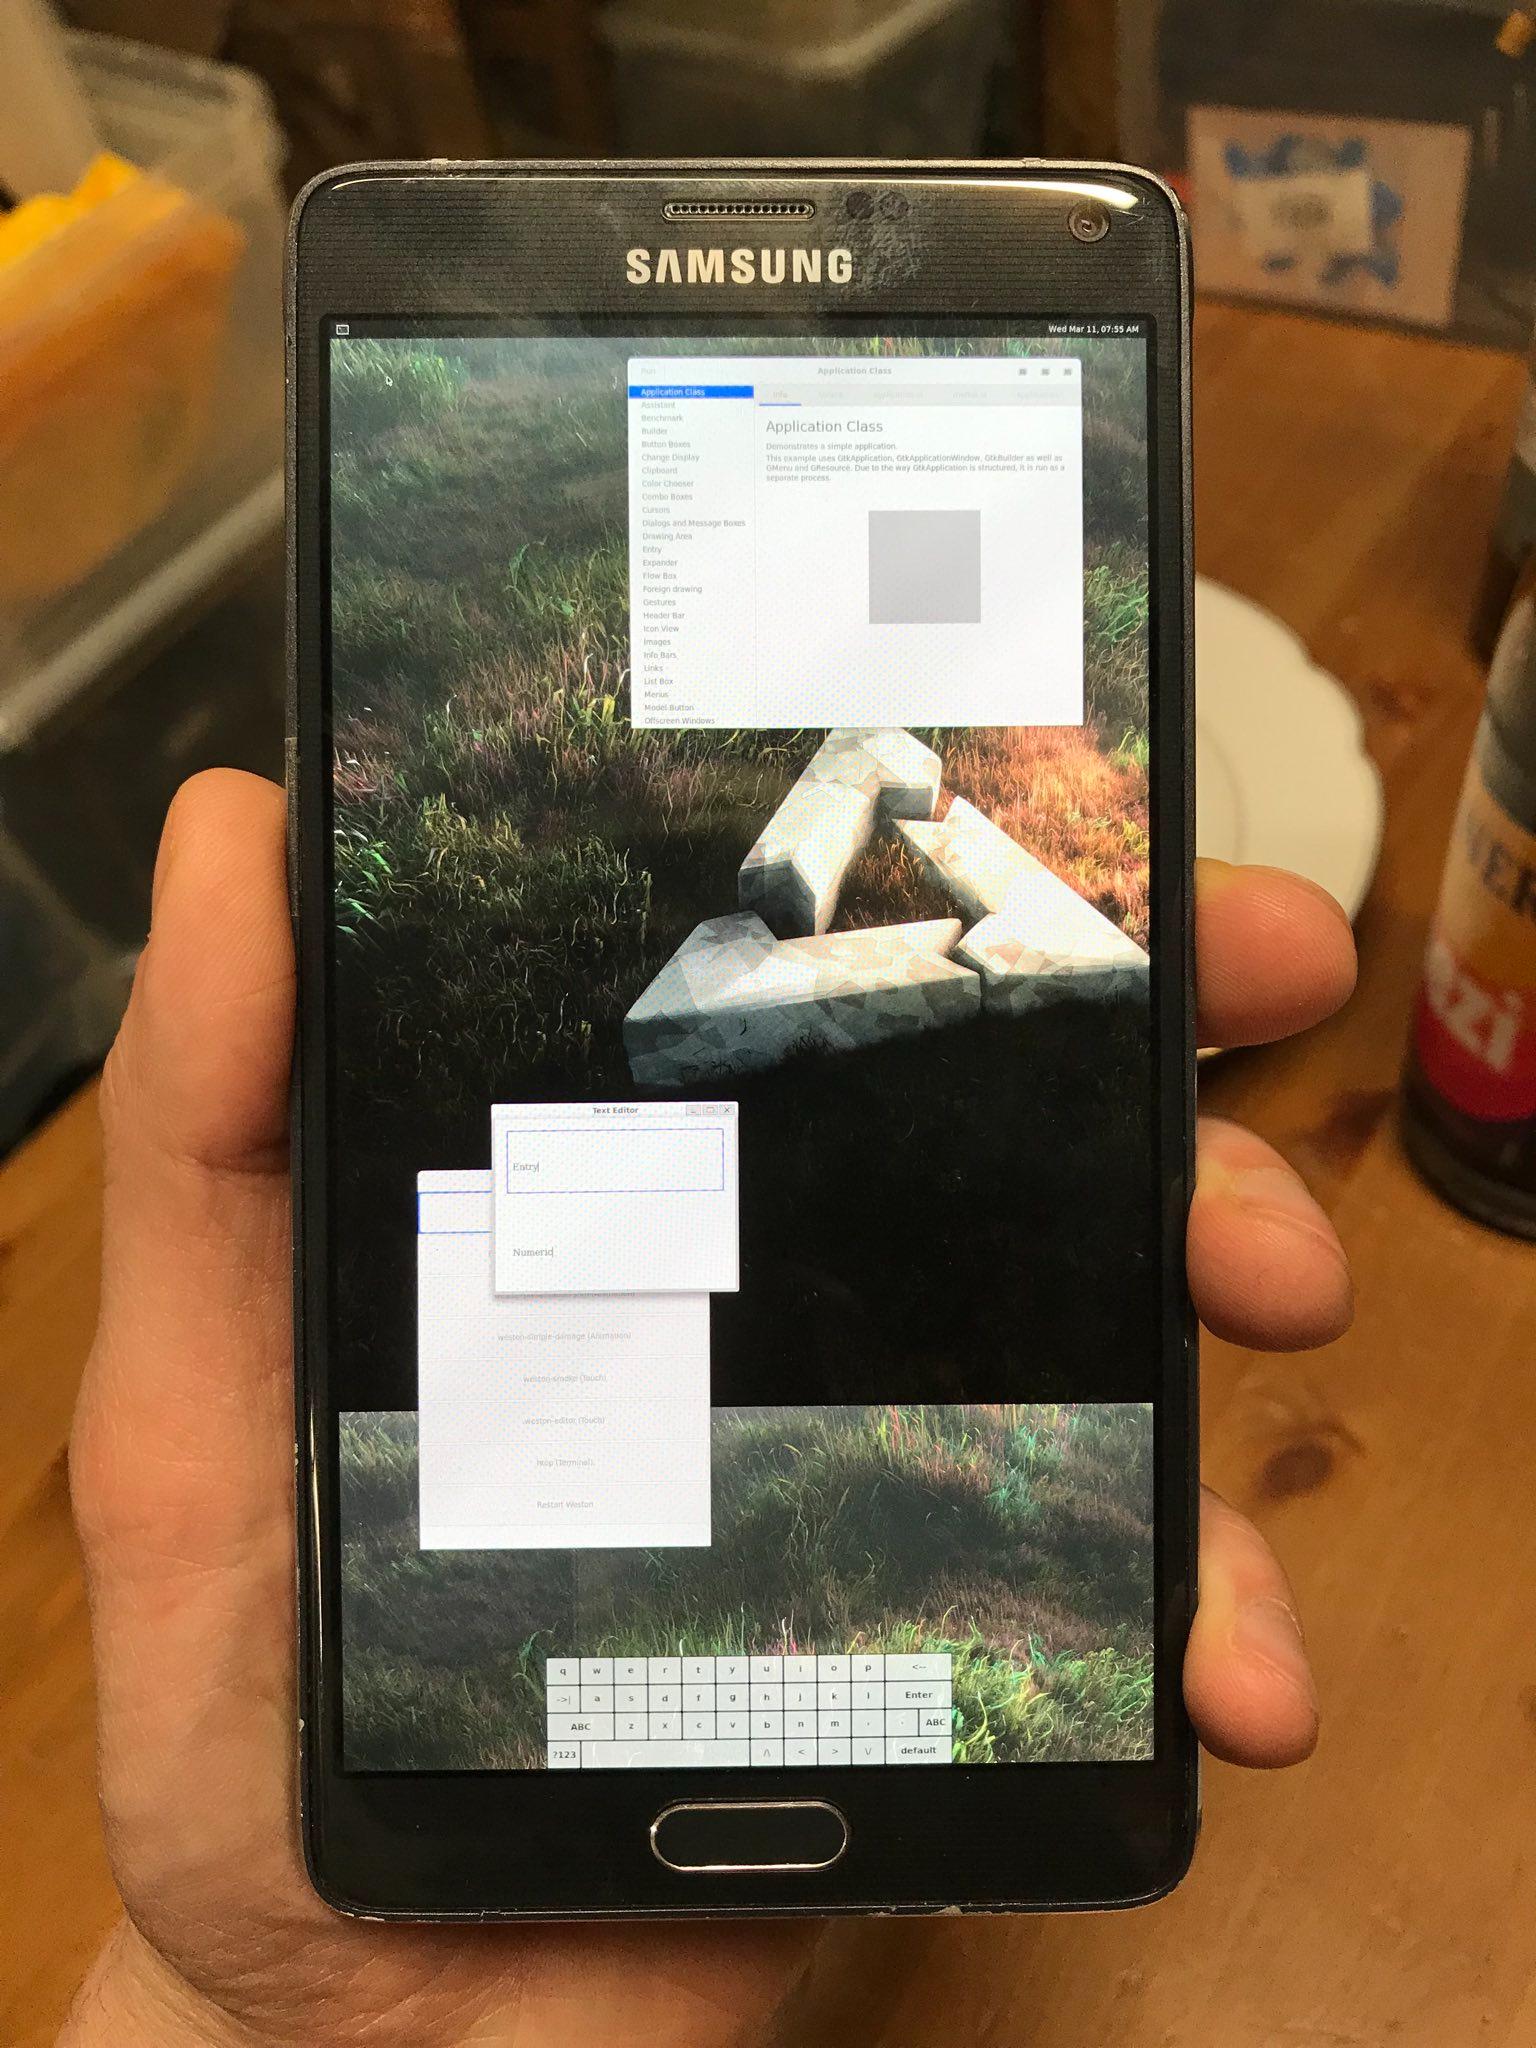 SAMSUNG
Wed Mar 11, 07:55 AM
Run
Application Class
Application Class
Assistant
Benchmark
Builder
Button Boxes
Change Display
Clipboard
Color Chooser
Combo Boxes
Cursors
Dialogs and Message Boxes
Drawing Area
Entry
Expander
Flow Box
Foreign drawing
Gestures
Header Bar
Icon View
Images
Info Bars
Links
List Box
Menus
Model Button
Offscreen Windows
Info
Application Class
Demonstrates a simple application.
This example uses GtkApplication, GtkApplicationWindow, GtkBuilder as well as
GMenu and GResource. Due to the way GtkApplication is structured, it is run as a
separate process.
Text Editor
Entry
Numeric
weston-simple-damage (Animation)
weston-smoke (Touch)
weston-editor (Touch)
htop (Terminal)
Restart Weston
q w e r t y u i o p <--
->| a s d f g h j k l Enter
ABC z x c v b n m , . ABC
?123 /\ < > \/ default
zzi